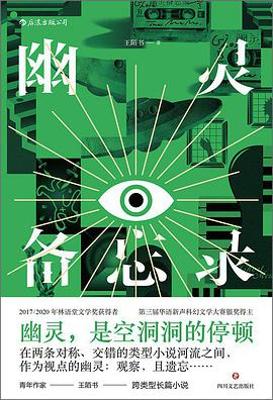 后浪出版公司
王陌书 著
幽灵
备忘录
2017-2020年林语堂文学奖获得者
第三届华语新声科幻文学大赛银奖得主
幽灵，是空洞洞的停顿
在两条对称、交错的类型小说河流之间，
作为视点的幽灵：观察，且遗忘……
青年作家 王陌书 跨类型长篇小说
四川文艺出版社